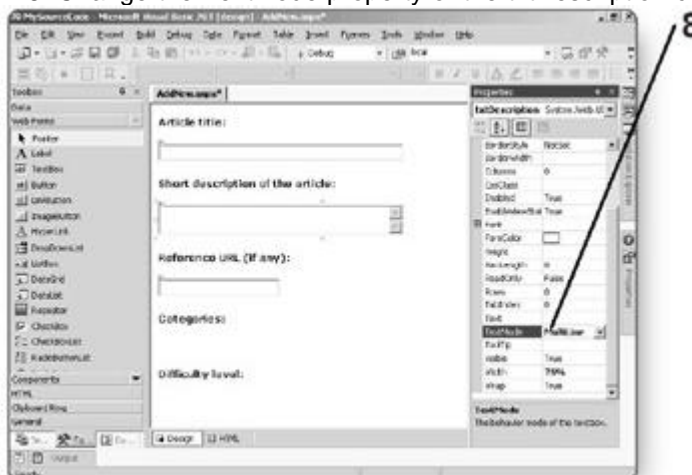 MySourceCode - Microsoft Visual Basic .NET [design] - AddNew.aspx*
File Edit View Project Build Debug Data Format Table Insert Frames Tools Window Help
Debug
local
Toolbox
AddNew.aspx*
Properties
Data
Web Forms
Pointer
Label
TextBox
Button
LinkButton
ImageButton
HyperLink
DropDownList
ListBox
DataGrid
DataList
Repeater
CheckBox
CheckBoxList
RadioButtonList
Components
HTML
Clipboard Ring
General
Article title:
Short description of the article:
Reference URL (if any):
Categories:
Difficulty level:
Design HTML
Output
txtDescription System.Web.UI
BorderStyle NotSet
BorderWidth
Columns 0
CssClass
Enabled True
EnableViewStat True
Font
ForeColor
Height
MaxLength 0
ReadOnly False
Rows 0
TabIndex 0
Text
TextMode MultiLine
ToolTip
Visible True
Width 75%
Wrap True
TextMode
The behavior mode of the textbox.
Properties
Ready
8